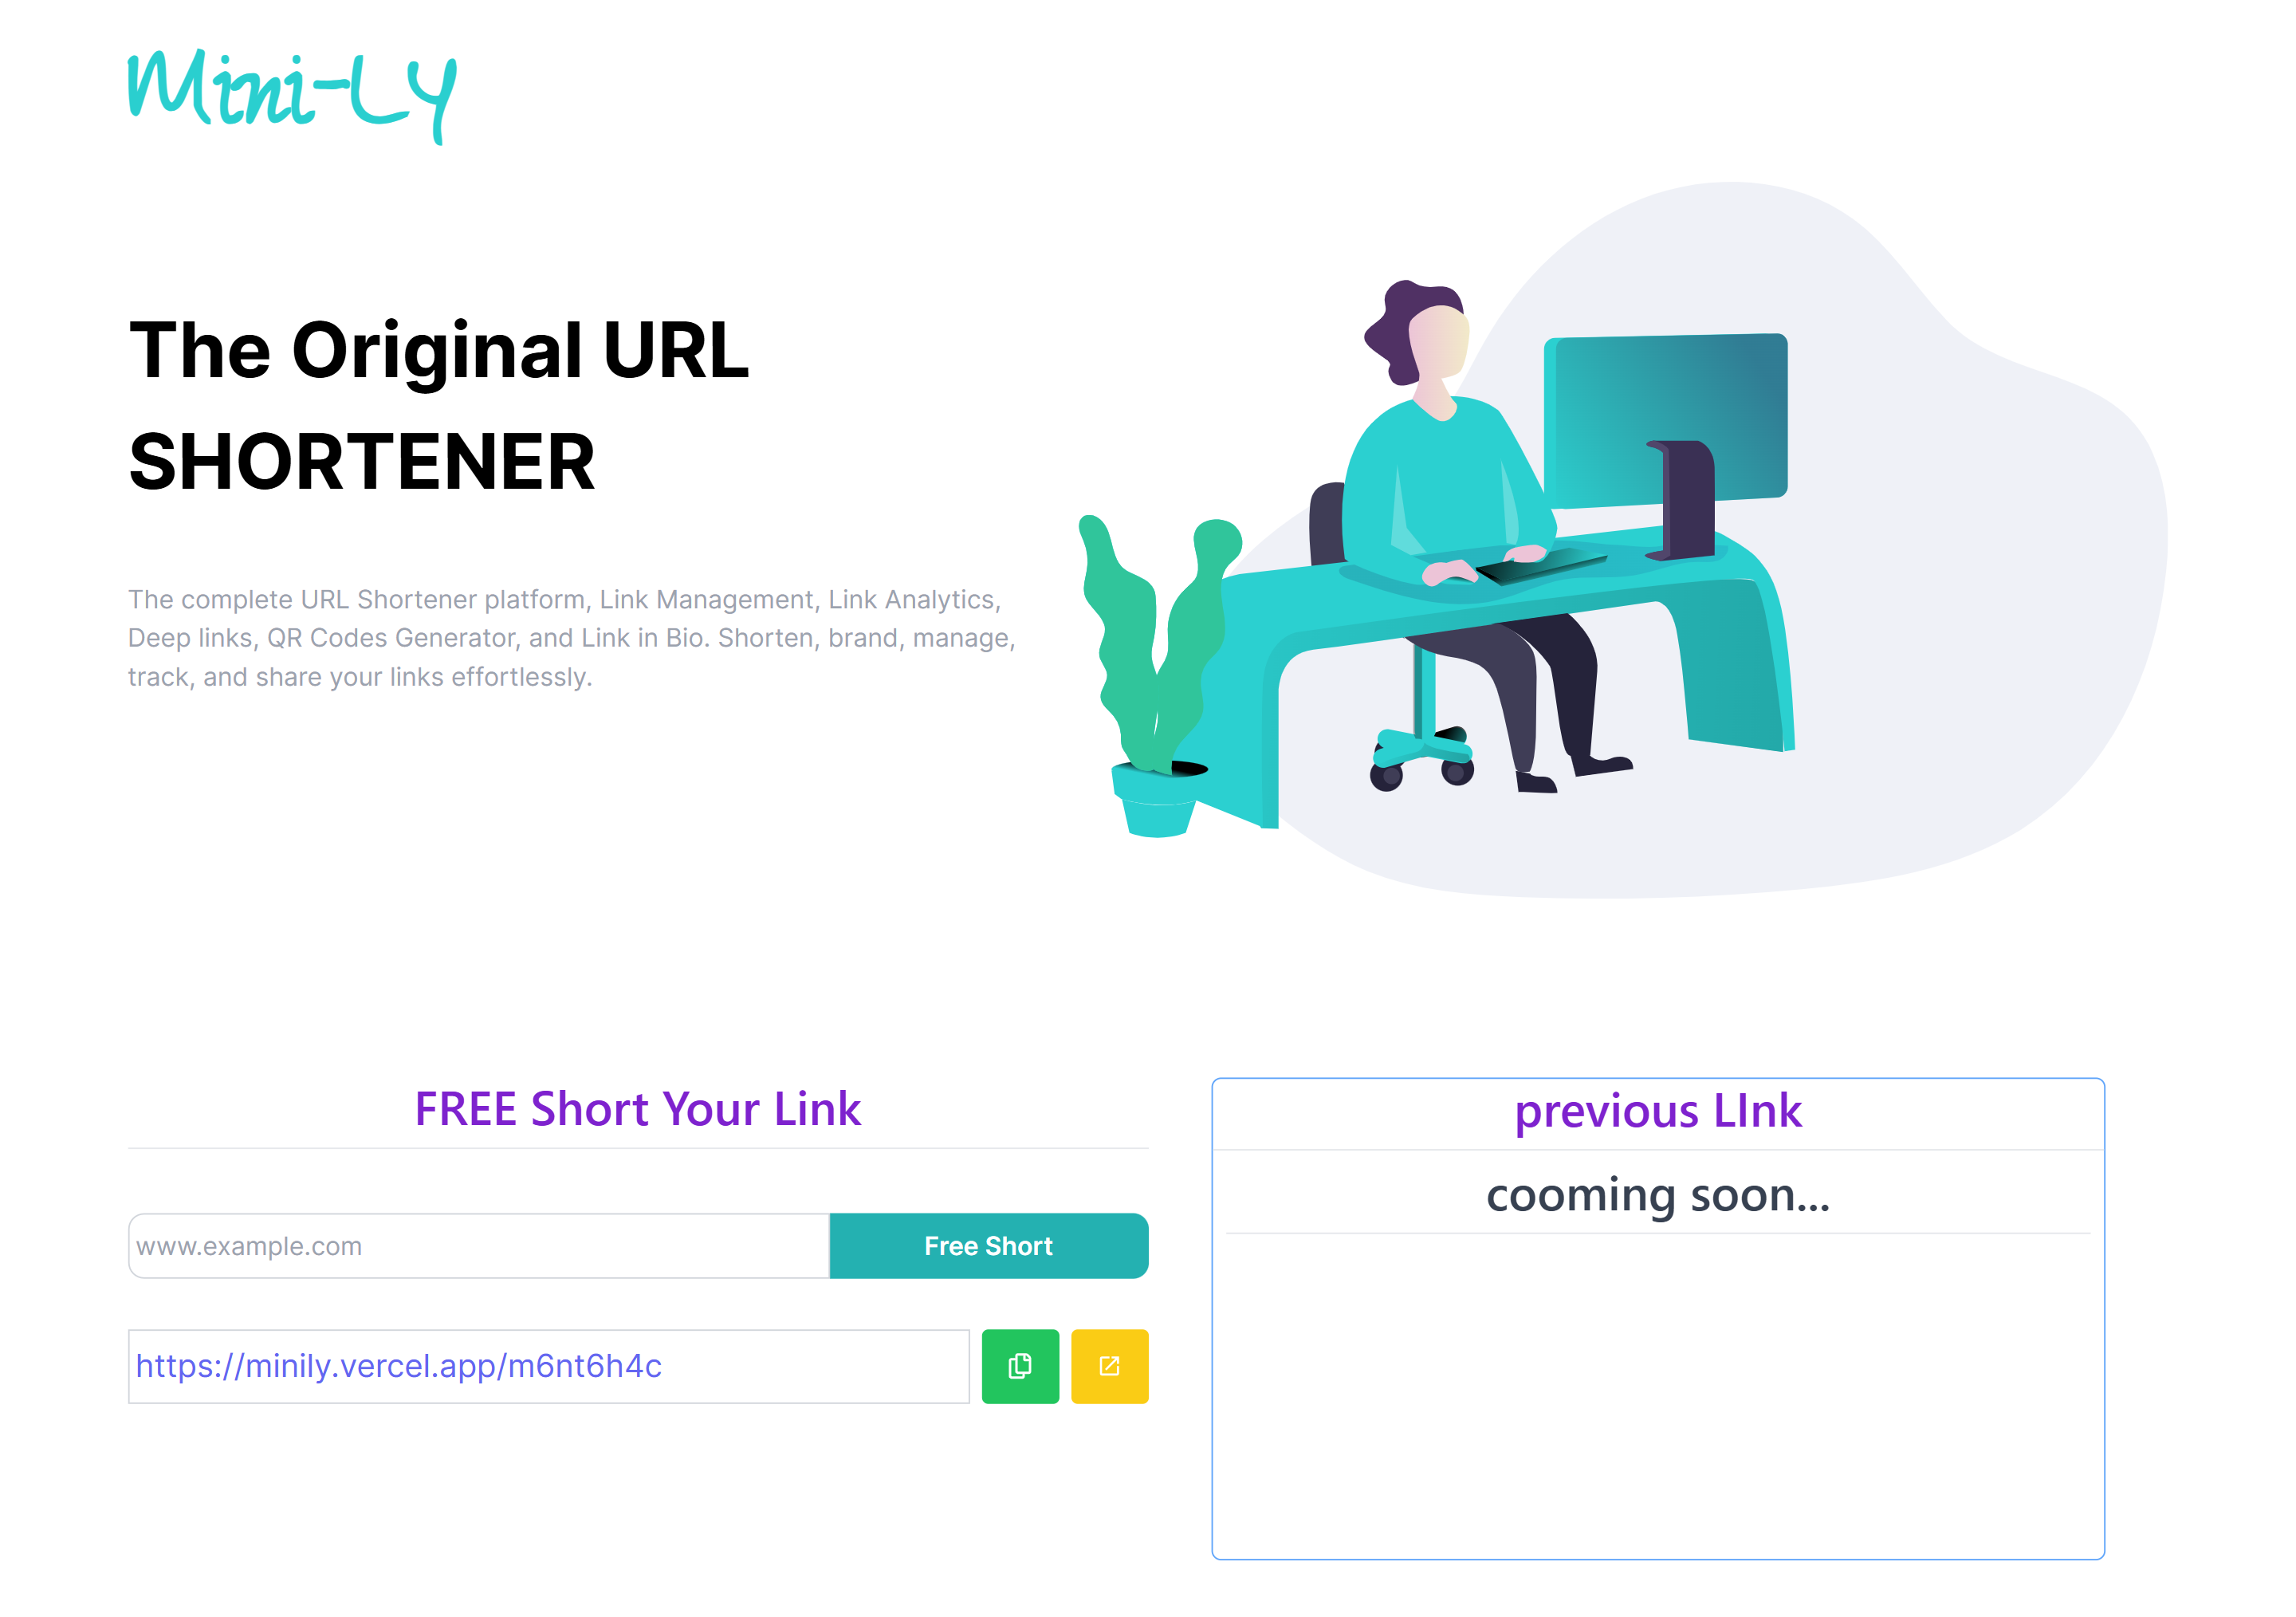 Mini-LY
The Original URL
SHORTENER
The complete URL Shortener platform, Link Management, Link Analytics,
Deep links, QR Codes Generator, and Link in Bio. Shorten, brand, manage,
track, and share your links effortlessly.
FREE Short Your Link
www.example.com
Free Short
https://minily.vercel.app/m6nt6h4c
previous LInk
cooming soon...